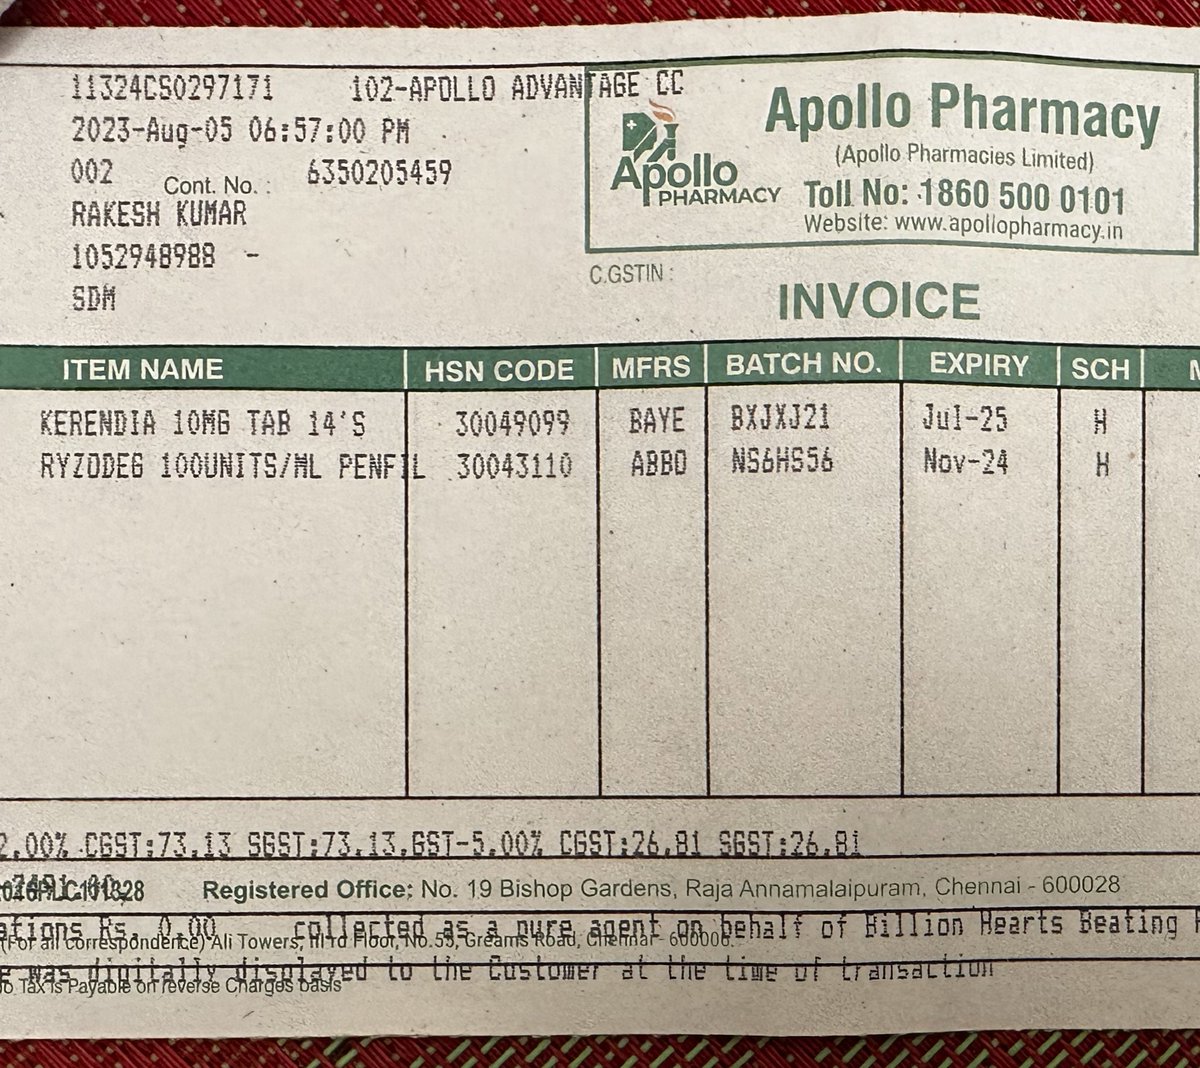 11324CS0297171 102-APOLLO ADVANTAGE CC
2023-Aug-05 06:57:00 PM
002 Cont. No. : 6350205459
RAKESH KUMAR
1052948988 -
SDM
Apollo
PHARMACY
Apollo Pharmacy
(Apollo Pharmacies Limited)
Toll No: 1860 500 0101
Website: www.apollopharmacy.in
C.GSTIN :
INVOICE
ITEM NAME HSN CODE MFRS BATCH NO. EXPIRY SCH M
KERENDIA 10MG TAB 14'S 30049099 BAYE BXJXJ21 Jul-25 H
RYZODEG 100UNITS/ML PENFIL 30043110 ABBO NS6HS56 Nov-24 H
2.00% CGST:73.13 SGST:73.13,GST-5.00% CGST:26.81 SGST:26.81
Registered Office: No. 19 Bishop Gardens, Raja Annamalaipuram, Chennai - 600028
ations Rs. 0.00 collected as a pure agent on behalf of Billion Hearts Beating
(For all correspondence) Ali Towers, III rd Floor, No.55, Greams Road, Chennai - 600006.
e was digitally displayed to the Customer at the time of transaction
o Tax is Payable on reverse Charges basis